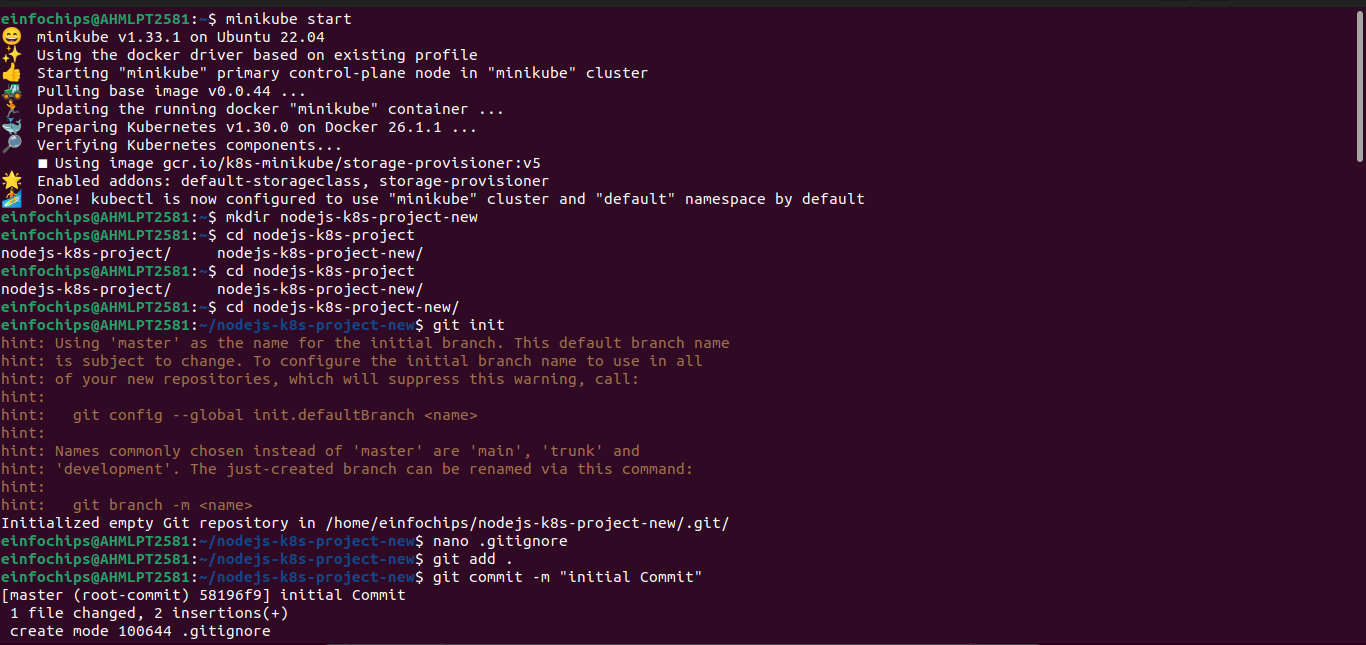 einfochips@AHMLPT2581:~$ minikube start
😄  minikube v1.33.1 on Ubuntu 22.04
✨  Using the docker driver based on existing profile
👍  Starting "minikube" primary control-plane node in "minikube" cluster
🚜  Pulling base image v0.0.44 ...
🏃  Updating the running docker "minikube" container ...
🐳  Preparing Kubernetes v1.30.0 on Docker 26.1.1 ...
🔎  Verifying Kubernetes components...
    ■ Using image gcr.io/k8s-minikube/storage-provisioner:v5
🌟  Enabled addons: default-storageclass, storage-provisioner
🏄  Done! kubectl is now configured to use "minikube" cluster and "default" namespace by default
einfochips@AHMLPT2581:~$ mkdir nodejs-k8s-project-new
einfochips@AHMLPT2581:~$ cd nodejs-k8s-project
nodejs-k8s-project/     nodejs-k8s-project-new/
einfochips@AHMLPT2581:~$ cd nodejs-k8s-project
nodejs-k8s-project/     nodejs-k8s-project-new/
einfochips@AHMLPT2581:~$ cd nodejs-k8s-project-new/
einfochips@AHMLPT2581:~/nodejs-k8s-project-new$ git init
hint: Using 'master' as the name for the initial branch. This default branch name
hint: is subject to change. To configure the initial branch name to use in all
hint: of your new repositories, which will suppress this warning, call:
hint:
hint:   git config --global init.defaultBranch <name>
hint:
hint: Names commonly chosen instead of 'master' are 'main', 'trunk' and
hint: 'development'. The just-created branch can be renamed via this command:
hint:
hint:   git branch -m <name>
Initialized empty Git repository in /home/einfochips/nodejs-k8s-project-new/.git/
einfochips@AHMLPT2581:~/nodejs-k8s-project-new$ nano .gitignore
einfochips@AHMLPT2581:~/nodejs-k8s-project-new$ git add .
einfochips@AHMLPT2581:~/nodejs-k8s-project-new$ git commit -m "initial Commit"
[master (root-commit) 58196f9] initial Commit
 1 file changed, 2 insertions(+)
 create mode 100644 .gitignore